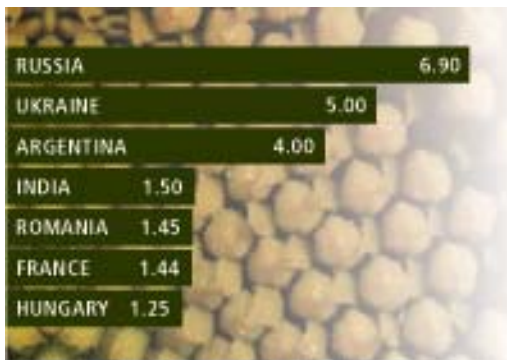 RUSSIA 6.90
UKRAINE 5.00
ARGENTINA 4.00
INDIA 1.50
ROMANIA 1.45
FRANCE 1.44
HUNGARY 1.25